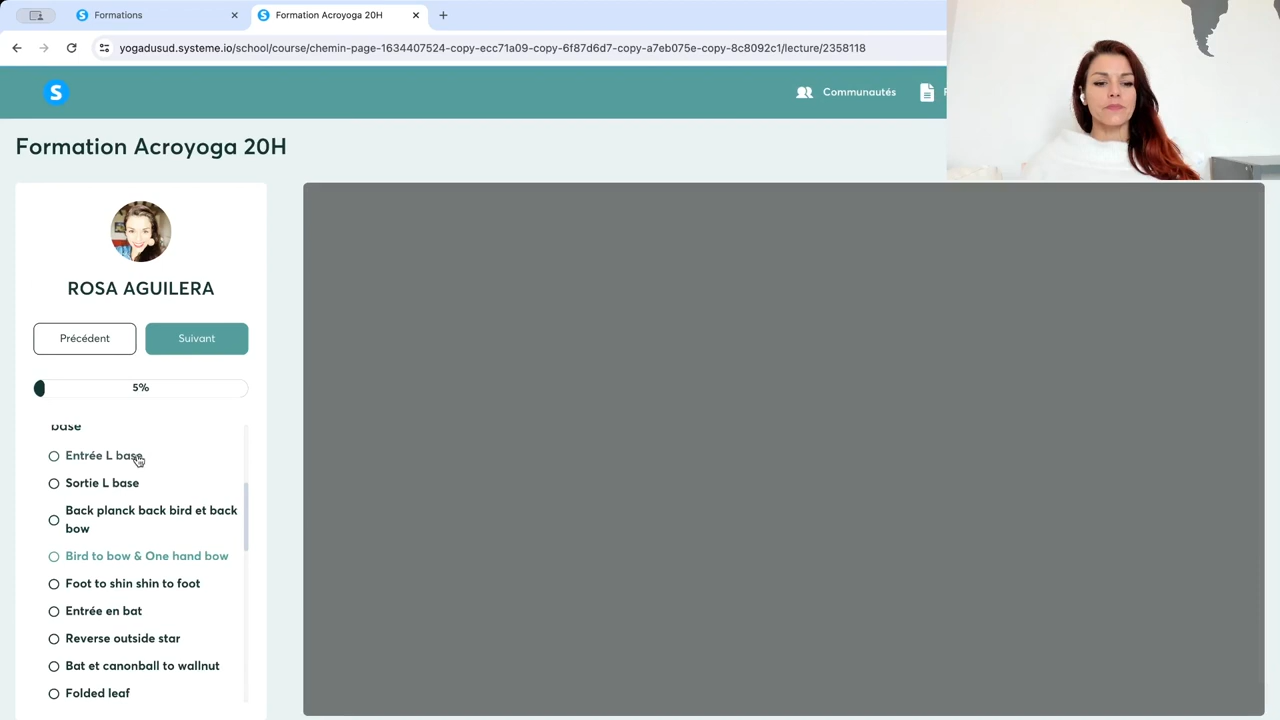 Formations
Formation Acroyoga 20H
yogadusud.systeme.io/school/course/chemin-page-1634407524-copy-ecc71a09-copy-6f87d6d7-copy-a7eb075e-copy-8c8092c1/lecture/2358118
S
Communautés
Formation Acroyoga 20H
ROSA AGUILERA
Précédent
Suivant
5%
base
Entrée L base
Sortie L base
Back planck back bird et back
bow
Bird to bow & One hand bow
Foot to shin shin to foot
Entrée en bat
Reverse outside star
Bat et canonball to wallnut
Folded leaf